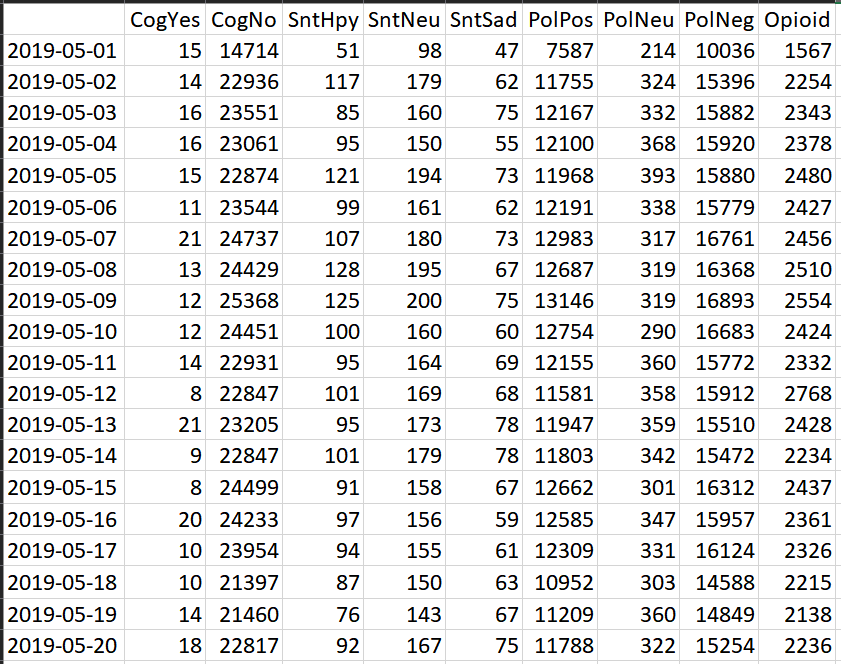 CogYes CogNo SntHpy SntNeu SntSad PolPos PolNeu PolNeg Opioid
2019-05-01 15 14714 51 98 47 7587 214 10036 1567
2019-05-02 14 22936 117 179 62 11755 324 15396 2254
2019-05-03 16 23551 85 160 75 12167 332 15882 2343
2019-05-04 16 23061 95 150 55 12100 368 15920 2378
2019-05-05 15 22874 121 194 73 11968 393 15880 2480
2019-05-06 11 23544 99 161 62 12191 338 15779 2427
2019-05-07 21 24737 107 180 73 12983 317 16761 2456
2019-05-08 13 24429 128 195 67 12687 319 16368 2510
2019-05-09 12 25368 125 200 75 13146 319 16893 2554
2019-05-10 12 24451 100 160 60 12754 290 16683 2424
2019-05-11 14 22931 95 164 69 12155 360 15772 2332
2019-05-12 8 22847 101 169 68 11581 358 15912 2768
2019-05-13 21 23205 95 173 78 11947 359 15510 2428
2019-05-14 9 22847 101 179 78 11803 342 15472 2234
2019-05-15 8 24499 91 158 67 12662 301 16312 2437
2019-05-16 20 24233 97 156 59 12585 347 15957 2361
2019-05-17 10 23954 94 155 61 12309 331 16124 2326
2019-05-18 10 21397 87 150 63 10952 303 14588 2215
2019-05-19 14 21460 76 143 67 11209 360 14849 2138
2019-05-20 18 22817 92 167 75 11788 322 15254 2236